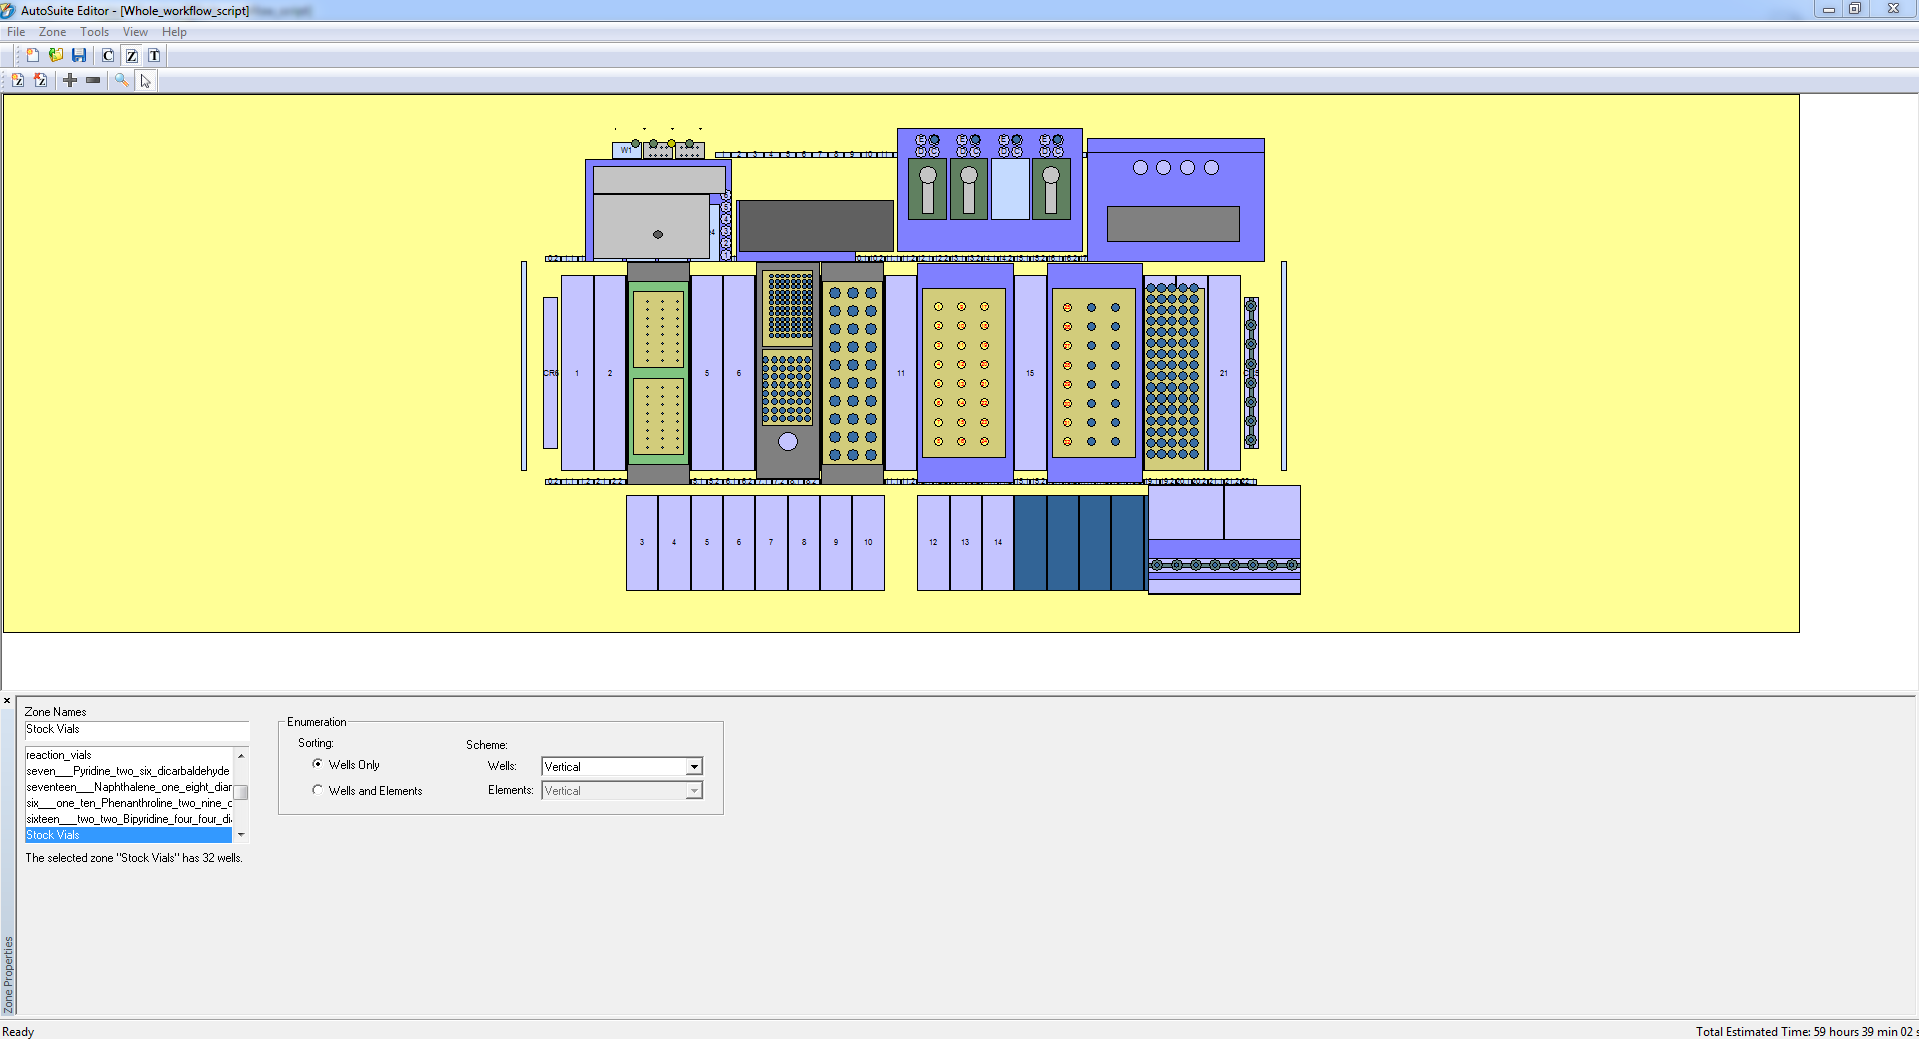 AutoSuite Editor - [Whole_workflow_script]
File Zone Tools View Help
C Z T
W1
CR6 1 2 5 6 11 15 21
3 4 5 6 7 8 9 10 12 13 14
Zone Names
Stock Vials
reaction_vials
seven___Pyridine_two_six_dicarbaldehyde
seventeen___Naphthalene_one_eight_diar
six___one_ten_Phenanthroline_two_nine_c
sixteen___two_two_Bipyridine_four_four_di
Stock Vials
The selected zone "Stock Vials" has 32 wells.
Enumeration
Sorting:
Wells Only
Wells and Elements
Scheme:
Wells: Vertical
Elements: Vertical
Zone Properties
Ready
Total Estimated Time: 59 hours 39 min 02 s